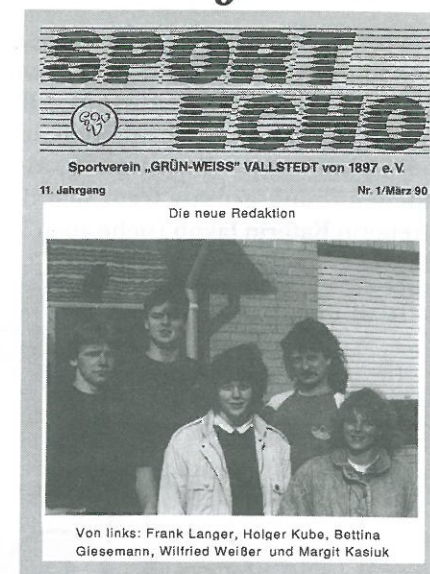 SPORT
ECHO
Sportverein „GRÜN-WEISS" VALLSTEDT von 1897 e.V.
11. Jahrgang Nr. 1/März 90
Die neue Redaktion
Von links: Frank Langer, Holger Kube, Bettina
Giesemann, Wilfried Weißer und Margit Kasiuk